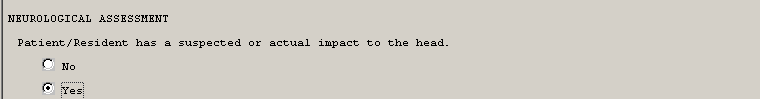 NEUROLOGICAL ASSESSMENT
Patient/Resident has a suspected or actual impact to the head.
No
Yes